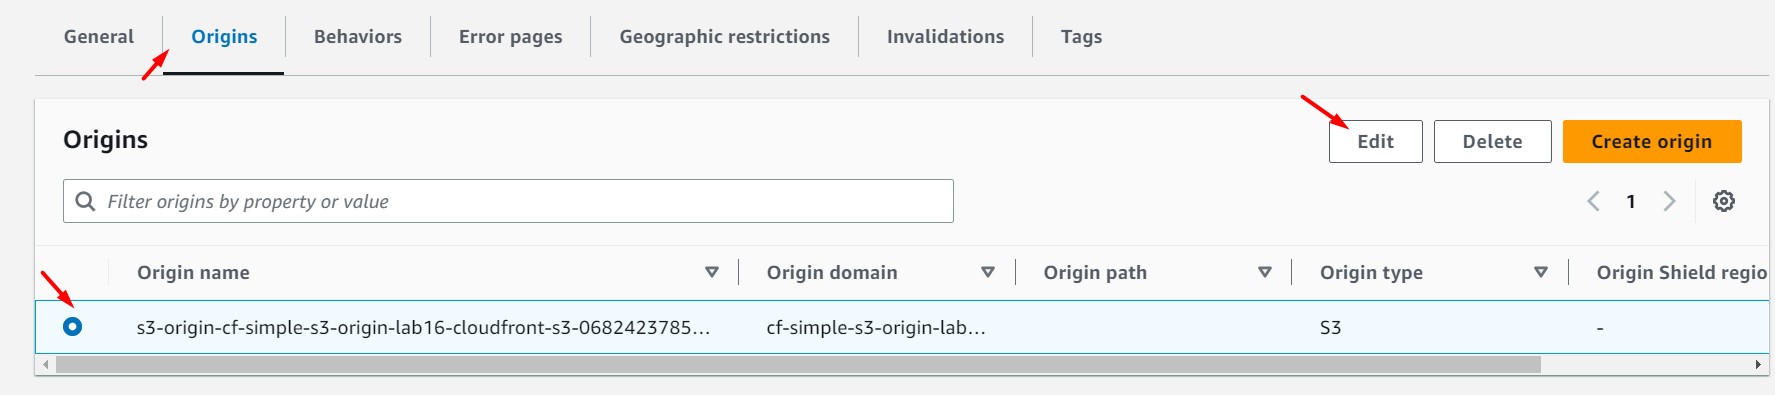 General Origins Behaviors Error pages Geographic restrictions Invalidations Tags
Origins Edit Delete Create origin
Filter origins by property or value 1
Origin name Origin domain Origin path Origin type Origin Shield regio
s3-origin-cf-simple-s3-origin-lab16-cloudfront-s3-0682423785... cf-simple-s3-origin-lab... S3 -